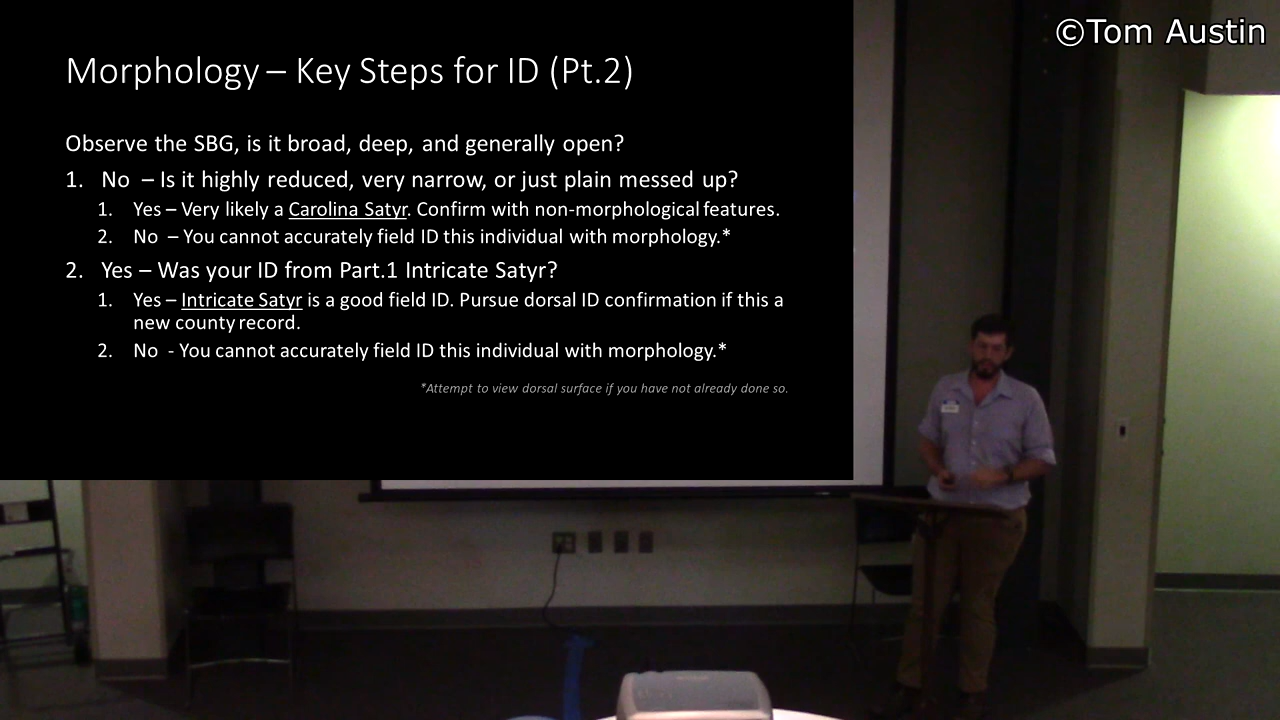 ©Tom Austin
Morphology – Key Steps for ID (Pt.2)
Observe the SBG, is it broad, deep, and generally open?
1. No – Is it highly reduced, very narrow, or just plain messed up?
1. Yes – Very likely a Carolina Satyr. Confirm with non-morphological features.
2. No – You cannot accurately field ID this individual with morphology.*
2. Yes – Was your ID from Part.1 Intricate Satyr?
1. Yes – Intricate Satyr is a good field ID. Pursue dorsal ID confirmation if this a
new county record.
2. No - You cannot accurately field ID this individual with morphology.*
*Attempt to view dorsal surface if you have not already done so.